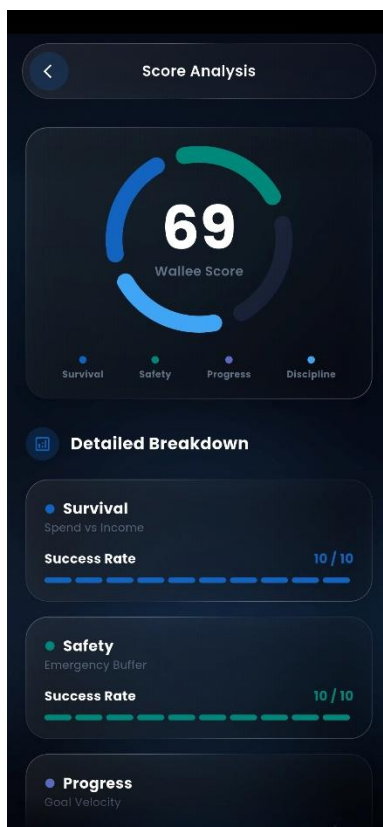 Score Analysis
69
Wallee Score
Survival
Safety
Progress
Discipline
Detailed Breakdown
Survival
Spend vs Income
Success Rate
10 / 10
Safety
Emergency Buffer
Success Rate
10 / 10
Progress
Goal Velocity